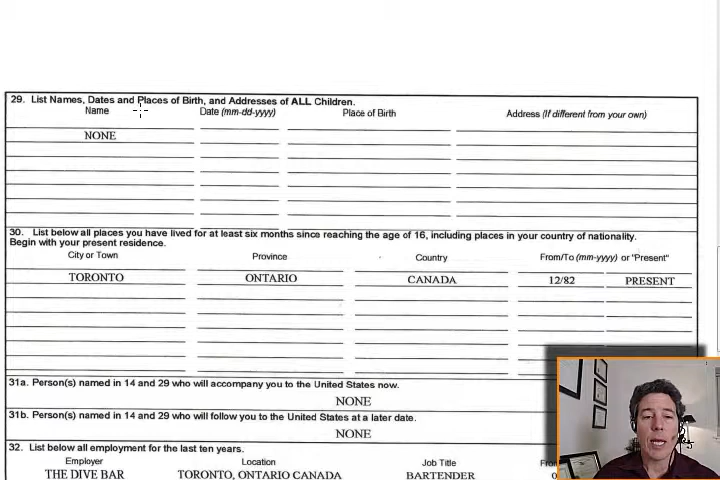 29. List Names, Dates and Places of Birth, and Addresses of ALL Children.
Name Date (mm-dd-yyyy) Place of Birth Address (If different from your own)
NONE
30. List below all places you have lived for at least six months since reaching the age of 16, including places in your country of nationality.
Begin with your present residence.
City or Town Province Country From/To (mm-yyyy) or "Present"
TORONTO ONTARIO CANADA 12/82 PRESENT
31a. Person(s) named in 14 and 29 who will accompany you to the United States now.
NONE
31b. Person(s) named in 14 and 29 who will follow you to the United States at a later date.
NONE
32. List below all employment for the last ten years.
Employer Location Job Title
THE DIVE BAR TORONTO, ONTARIO CANADA BARTENDER